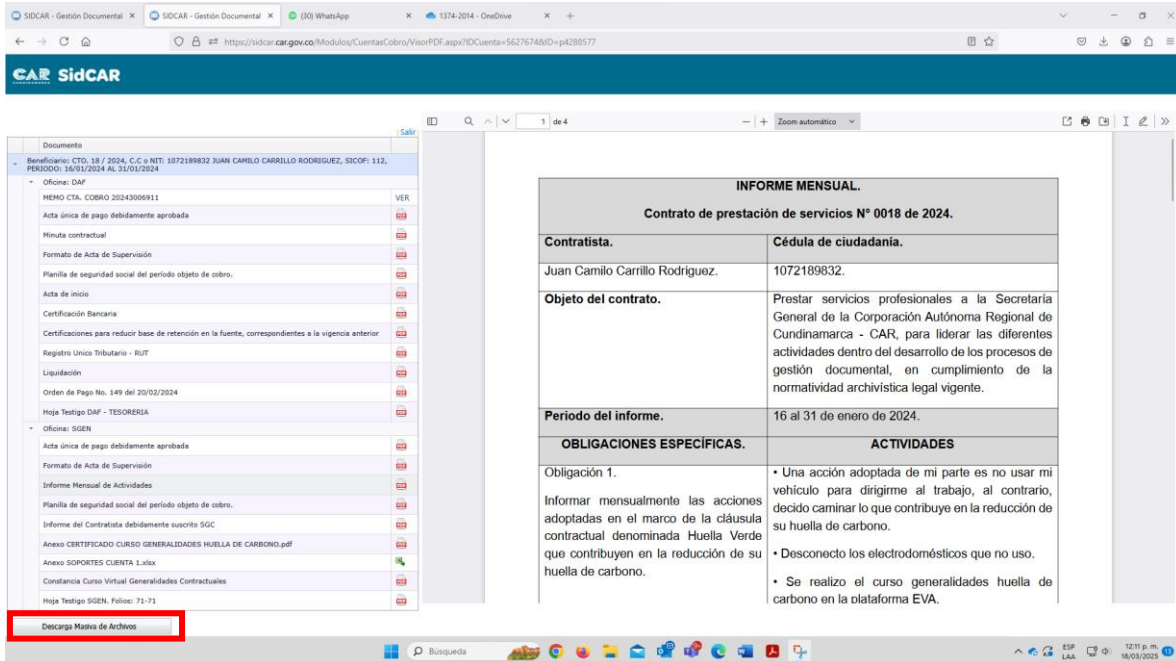 SIDCAR - Gestión Documental
SIDCAR - Gestión Documental
(30) WhatsApp
1374-2014 - OneDrive
https://sidcar.car.gov.co/Modulos/CuentasCobro/VisorPDF.aspx?IDCuenta=562767&ID=p4288577
CAR SidCAR
Salir
1 de 4
Zoom automático
Documento
Beneficiario: CTO. 18 / 2024, C.C o NIT: 1072189832 JUAN CAMILO CARRILLO RODRIGUEZ, SICOF: 112,
PERIODO: 16/01/2024 AL 31/01/2024
Oficina: DAF
MEMO CTA. COBRO 20243006911 VER
Acta única de pago debidamente aprobada
Minuta contractual
Formato de Acta de Supervisión
Planilla de seguridad social del período objeto de cobro.
Acta de inicio
Certificación Bancaria
Certificaciones para reducir base de retención en la fuente, correspondientes a la vigencia anterior
Registro Unico Tributario - RUT
Liquidación
Orden de Pago No. 149 del 20/02/2024
Hoja Testigo DAF - TESORERIA
Oficina: SGEN
Acta única de pago debidamente aprobada
Formato de Acta de Supervisión
Informe Mensual de Actividades
Planilla de seguridad social del período objeto de cobro.
Informe del Contratista debidamente suscrito SGC
Anexo CERTIFICADO CURSO GENERALIDADES HUELLA DE CARBONO.pdf
Anexo SOPORTES CUENTA 1.xlsx
Constancia Curso Virtual Generalidades Contractuales
Hoja Testigo SGEN. Folios: 71-71
Descarga Masiva de Archivos
INFORME MENSUAL.
Contrato de prestación de servicios Nº 0018 de 2024.
Contratista. Cédula de ciudadanía.
Juan Camilo Carrillo Rodriguez. 1072189832.
Objeto del contrato.
Prestar servicios profesionales a la Secretaría
General de la Corporación Autónoma Regional de
Cundinamarca - CAR, para liderar las diferentes
actividades dentro del desarrollo de los procesos de
gestión documental, en cumplimiento de la
normatividad archivística legal vigente.
Periodo del informe. 16 al 31 de enero de 2024.
OBLIGACIONES ESPECÍFICAS. ACTIVIDADES
Obligación 1.
Informar mensualmente las acciones
adoptadas en el marco de la cláusula
contractual denominada Huella Verde
que contribuyen en la reducción de su
huella de carbono.
• Una acción adoptada de mi parte es no usar mi
vehículo para dirigirme al trabajo, al contrario,
decido caminar lo que contribuye en la reducción de
su huella de carbono.
• Desconecto los electrodomésticos que no uso.
• Se realizo el curso generalidades huella de
carbono en la plataforma EVA.
Búsqueda
ESP
LAA
12:11 p. m.
18/03/2025